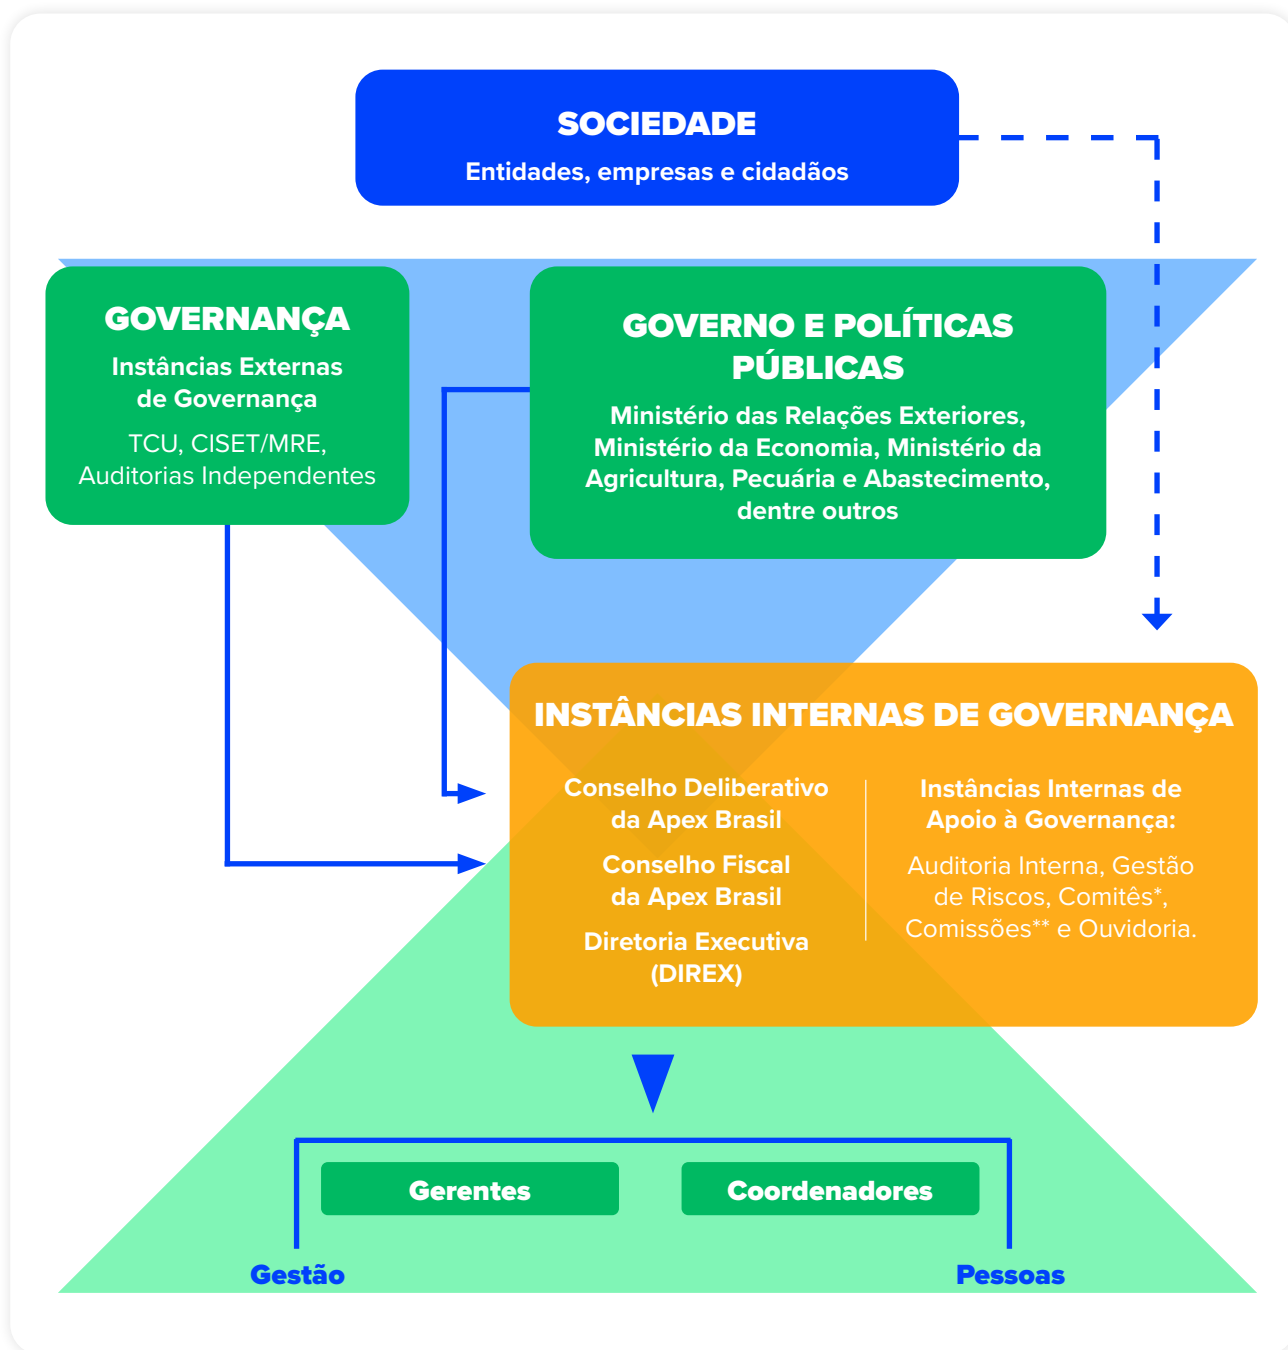 SOCIEDADE
Entidades, empresas e cidadãos
GOVERNANÇA
Instâncias Externas
de Governança
TCU, CISET/MRE,
Auditorias Independentes
GOVERNO E POLÍTICAS
PÚBLICAS
Ministério das Relações Exteriores,
Ministério da Economia, Ministério da
Agricultura, Pecuária e Abastecimento,
dentre outros
INSTÂNCIAS INTERNAS DE GOVERNANÇA
Conselho Deliberativo
da Apex Brasil
Conselho Fiscal
da Apex Brasil
Diretoria Executiva
(DIREX)
Instâncias Internas de
Apoio à Governança:
Auditoria Interna, Gestão
de Riscos, Comitês*,
Comissões** e Ouvidoria.
Gerentes
Coordenadores
Gestão
Pessoas